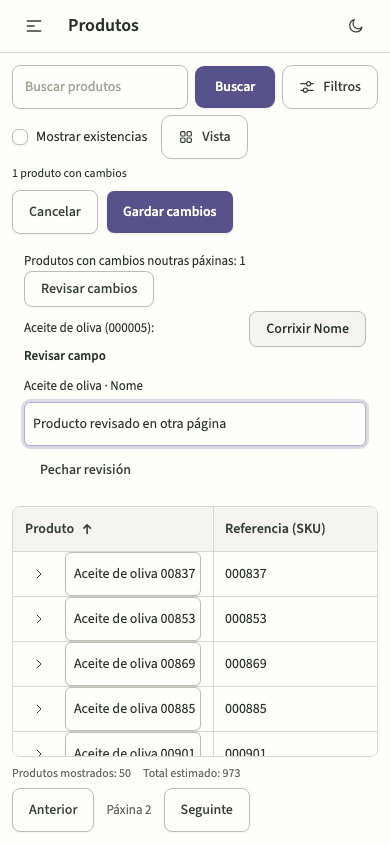 Produtos
Buscar produtos
Buscar
Filtros
Mostrar existencias
Vista
1 produto con cambios
Cancelar
Gardar cambios
Produtos con cambios noutras páxinas: 1
Revisar cambios
Aceite de oliva (000005):
Corrixir Nome
Revisar campo
Aceite de oliva · Nome
Producto revisado en otra página
Pechar revisión
Produto
Referencia (SKU)
Aceite de oliva 00837
000837
Aceite de oliva 00853
000853
Aceite de oliva 00869
000869
Aceite de oliva 00885
000885
Aceite de oliva 00901
000901
Produtos mostrados: 50
Total estimado: 973
Anterior
Páxina 2
Seguinte